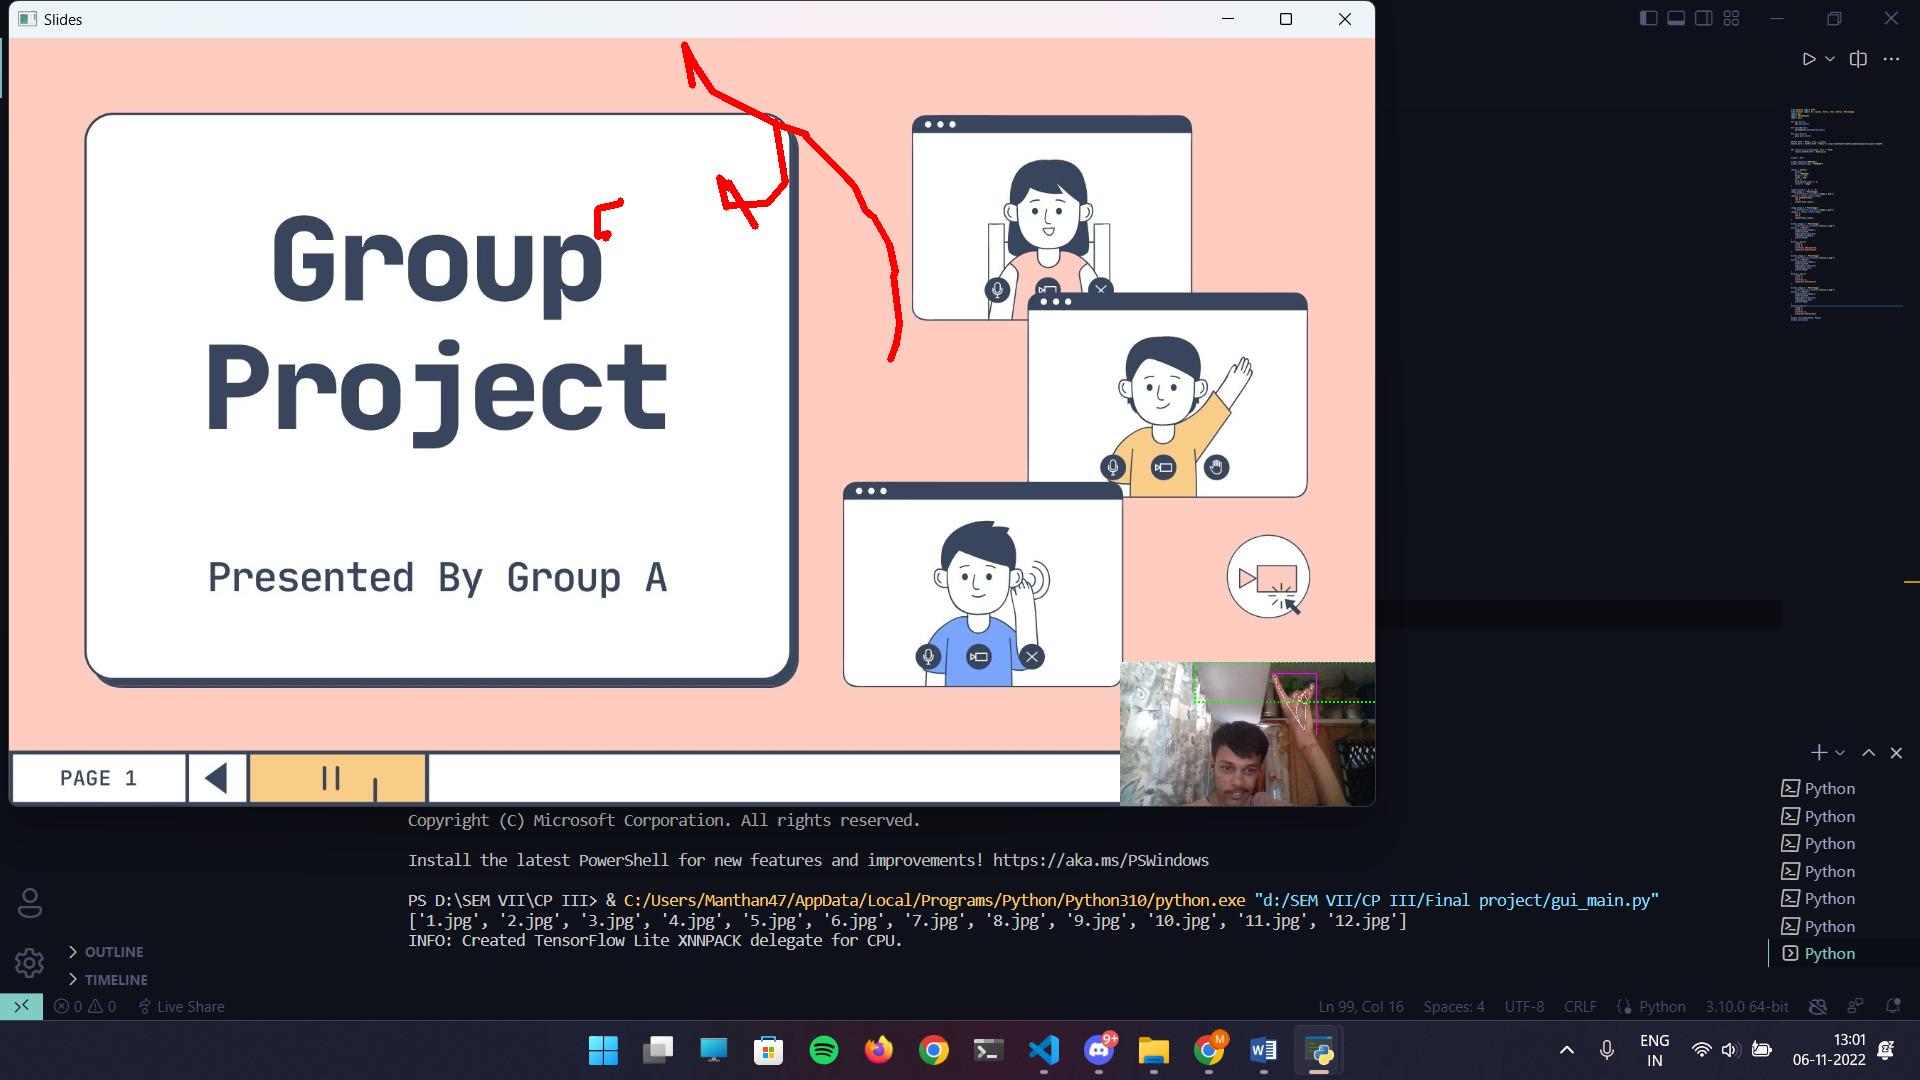 Slides
Group
Project
Presented By Group A
PAGE 1
Copyright (C) Microsoft Corporation. All rights reserved.
Install the latest PowerShell for new features and improvements! https://aka.ms/PSWindows
PS D:\SEM VII\CP III> & C:/Users/Manthan47/AppData/Local/Programs/Python/Python310/python.exe "d:/SEM VII/CP III/Final project/gui_main.py"
['1.jpg', '2.jpg', '3.jpg', '4.jpg', '5.jpg', '6.jpg', '7.jpg', '8.jpg', '9.jpg', '10.jpg', '11.jpg', '12.jpg']
INFO: Created TensorFlow Lite XNNPACK delegate for CPU.
Python
Python
Python
Python
Python
Python
Python
OUTLINE
TIMELINE
0 0 Live Share
Ln 99, Col 16 Spaces: 4 UTF-8 CRLF Python 3.10.0 64-bit
9+ M
ENG
IN
13:01
06-11-2022